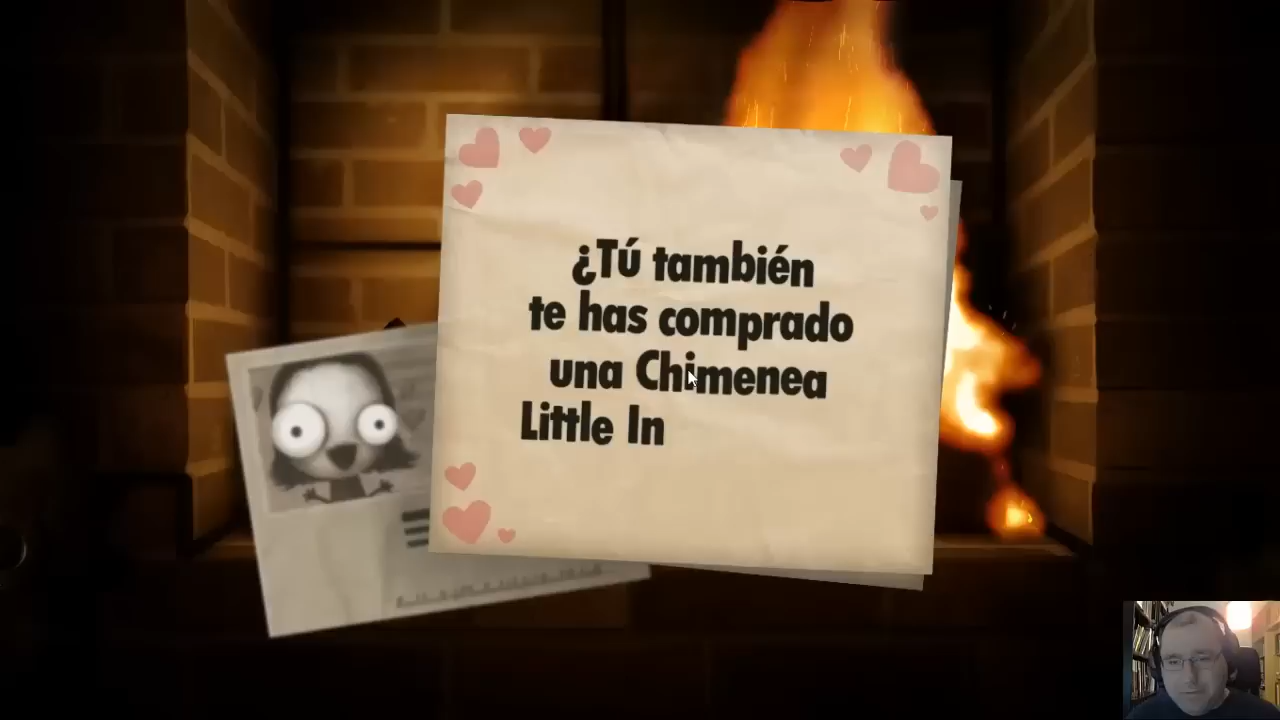 ¿Tú también
te has comprado
una Chimenea
Little In